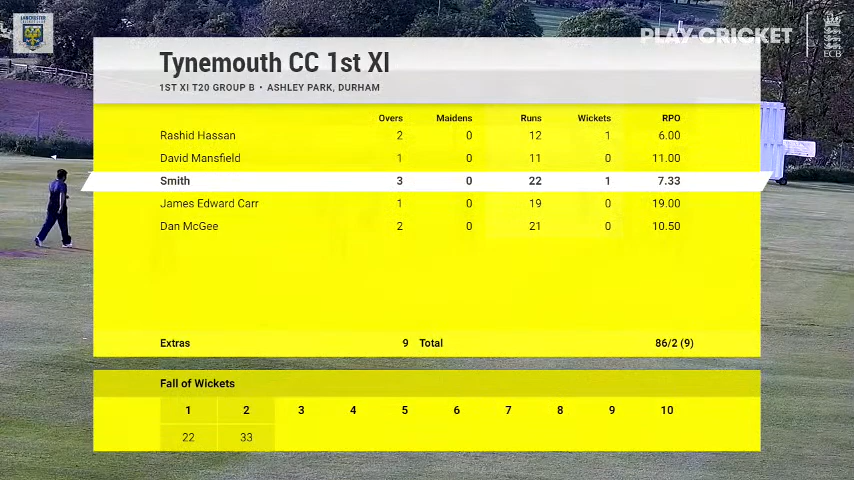 LANCHESTER
PLAY-CRICKET
ECB
Tynemouth CC 1st XI
1ST XI T20 GROUP B • ASHLEY PARK, DURHAM
Overs Maidens Runs Wickets RPO
Rashid Hassan 2 0 12 1 6.00
David Mansfield 1 0 11 0 11.00
Smith 3 0 22 1 7.33
James Edward Carr 1 0 19 0 19.00
Dan McGee 2 0 21 0 10.50
Extras 9 Total 86/2 (9)
Fall of Wickets
1 2 3 4 5 6 7 8 9 10
22 33